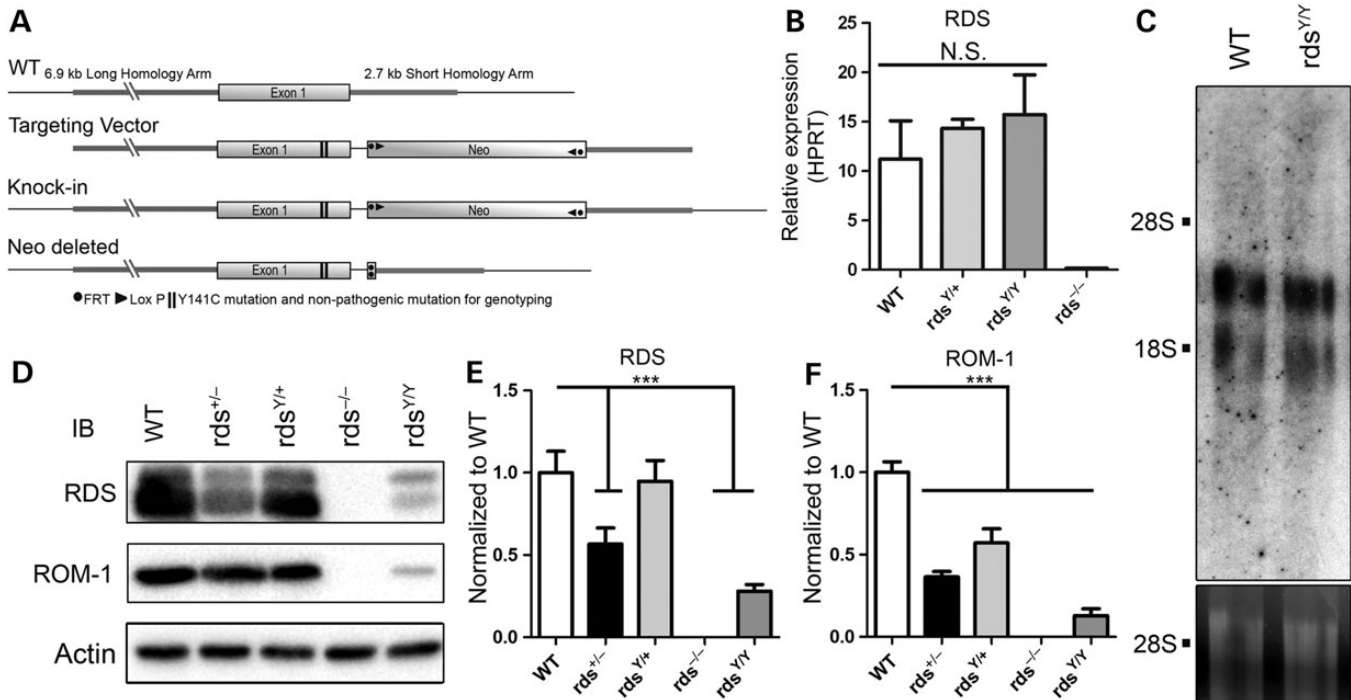 A
WT
6.9 kb Long Homology Arm
2.7 kb Short Homology Arm
Exon 1
Targeting Vector
Exon 1
Neo
Knock-in
Exon 1
Neo
Neo deleted
Exon 1
FRT Lox P Y141C mutation and non-pathogenic mutation for genotyping
B
RDS
N.S.
Relative expression
(HPRT)
25
20
15
10
5
0
WT
rds^Y/+
rds^Y/Y
rds^−/−
C
WT
rds^Y/Y
28S
18S
28S
D
IB
WT
rds^+/−
rds^Y/+
rds^−/−
rds^Y/Y
RDS
ROM-1
Actin
E
RDS
***
Normalized to WT
1.5
1.0
0.5
0.0
WT
rds^+/−
rds^Y/+
rds^−/−
rds^Y/Y
F
ROM-1
***
Normalized to WT
1.5
1.0
0.5
0.0
WT
rds^+/−
rds^Y/+
rds^−/−
rds^Y/Y